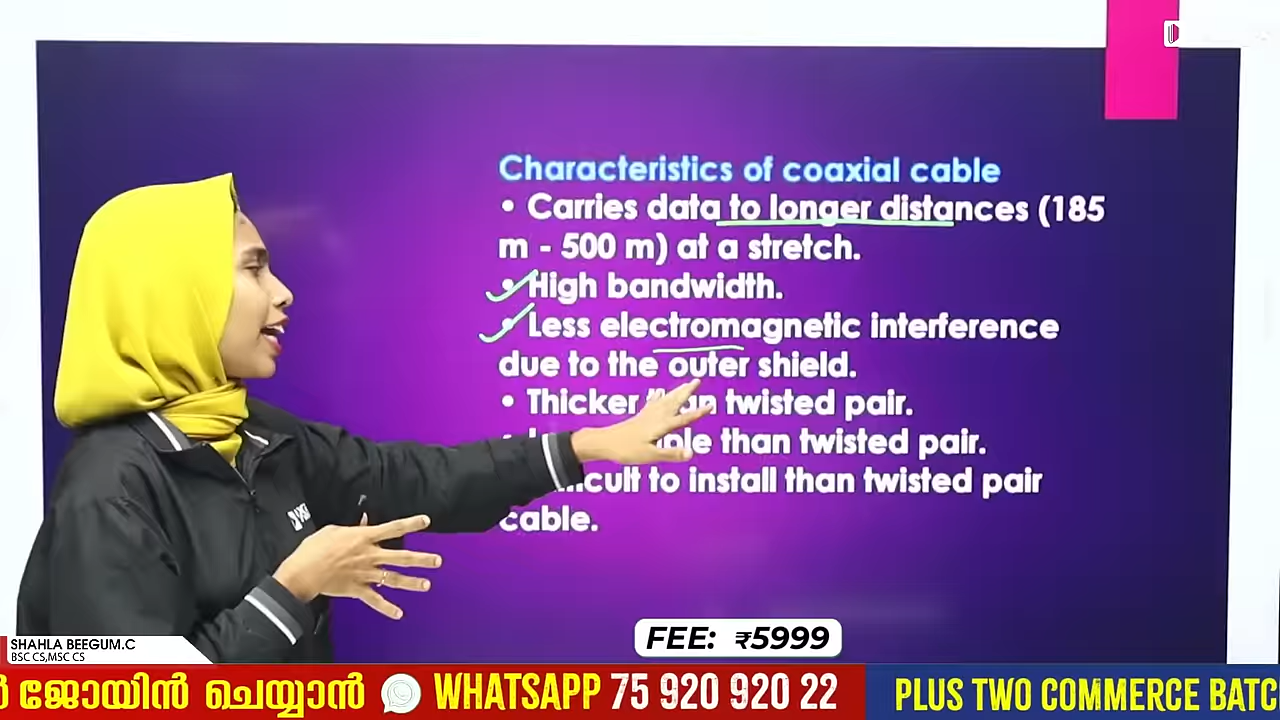 Characteristics of coaxial cable
• Carries data to longer distances (185
m - 500 m) at a stretch.
• High bandwidth.
• Less electromagnetic interference
due to the outer shield.
• Thicker than twisted pair.
than twisted pair.
to install than twisted pair
cable.
FEE: ₹5999
SHAHLA BEEGUM.C
BSC CS,MSC CS
ജോയിൻ ചെയ്യാൻ WHATSAPP 75 920 920 22 PLUS TWO COMMERCE